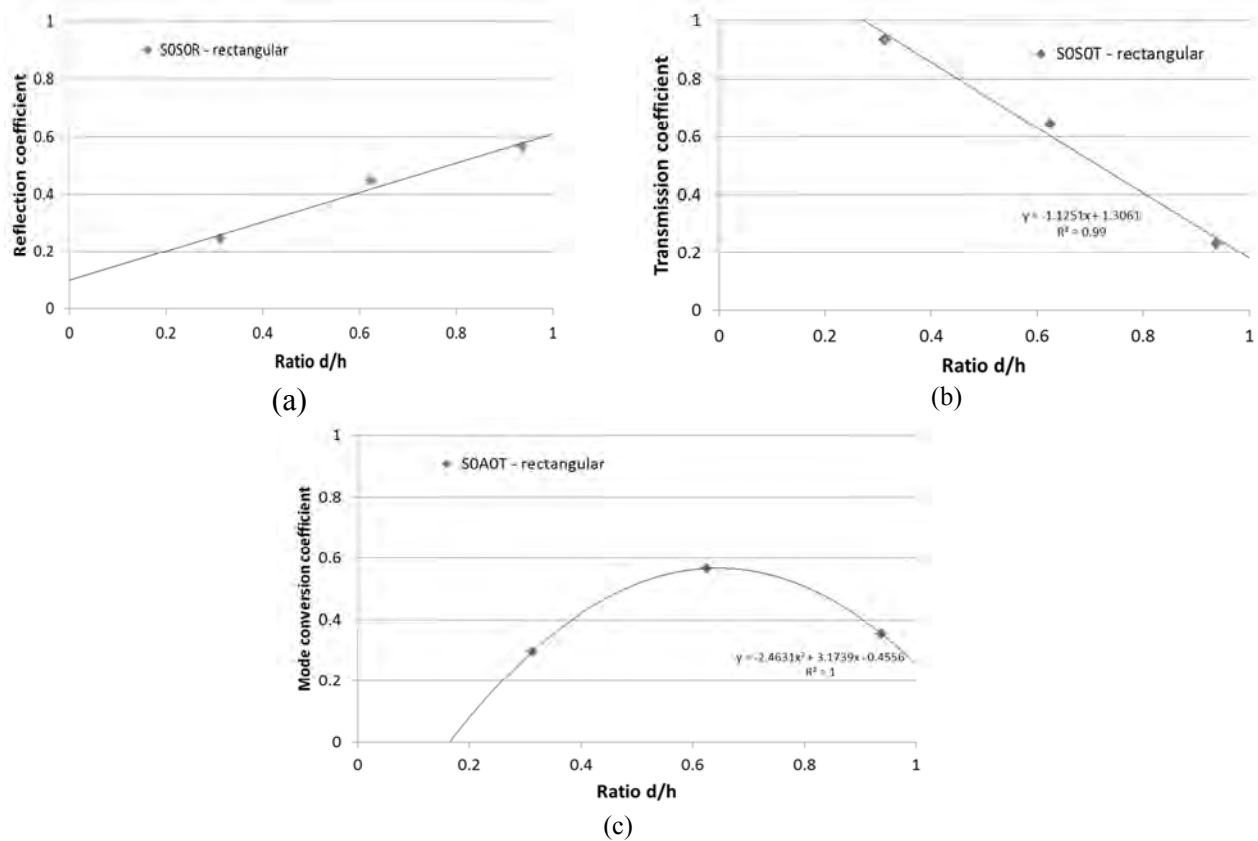 1
0.8
0.6
0.4
0.2
0
Reflection coefficient
S0S0R - rectangular
0 0.2 0.4 0.6 0.8 1
Ratio d/h
(a)
1
0.8
0.6
0.4
0.2
0
Transmission coefficient
S0S0T - rectangular
y = -1.1251x + 1.3061
R² = 0.99
0 0.2 0.4 0.6 0.8 1
Ratio d/h
(b)
1
0.8
0.6
0.4
0.2
0
Mode conversion coefficient
S0A0T - rectangular
y = -2.4631x² + 3.1739x - 0.4556
R² = 1
0 0.2 0.4 0.6 0.8 1
Ratio d/h
(c)